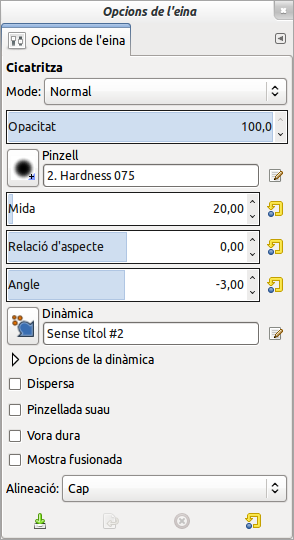 Opcions de l'eina
Opcions de l'eina
Cicatritza
Mode: Normal
Opacitat 100,0
Pinzell
2. Hardness 075
Mida 20,00
Relació d'aspecte 0,00
Angle -3,00
Dinàmica
Sense títol #2
Opcions de la dinàmica
Dispersa
Pinzellada suau
Vora dura
Mostra fusionada
Alineació: Cap